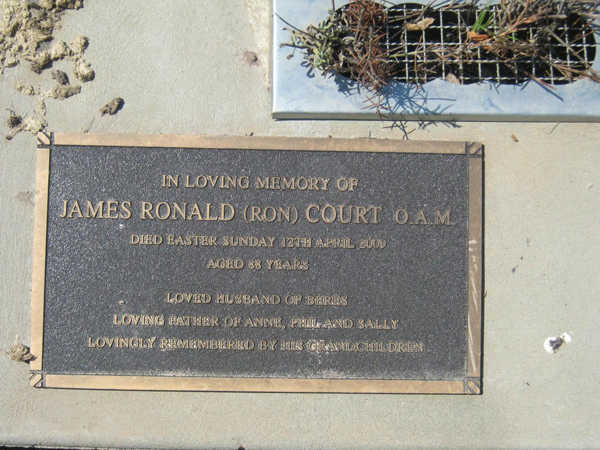 IN LOVING MEMORY OF
JAMES RONALD (RON) COURT O.A.M.
DIED EASTER SUNDAY 12TH APRIL 2009
AGED 88 YEARS
LOVED HUSBAND OF BERES
LOVING FATHER OF ANNE, PHIL AND SALLY
LOVINGLY REMEMBERED BY HIS GRANDCHILDREN